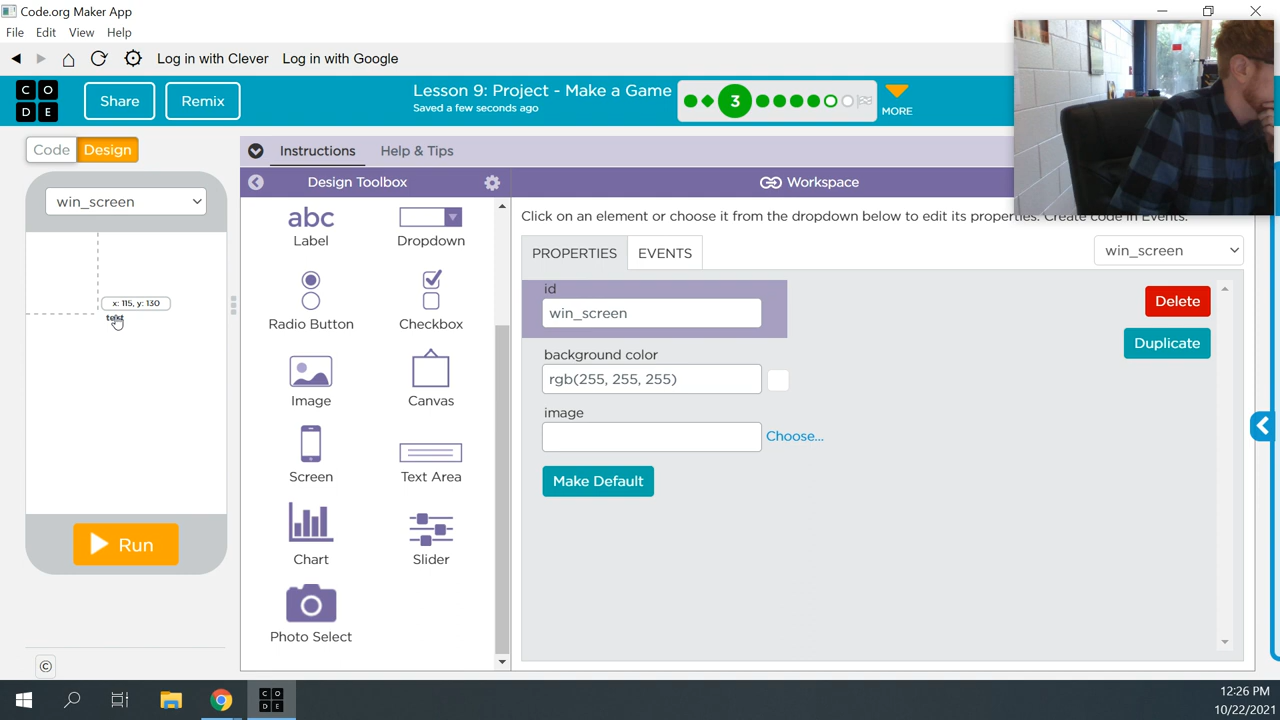 Code.org Maker App
File Edit View Help
Log in with Clever Log in with Google
C O
D E
Share
Remix
Lesson 9: Project - Make a Game
Saved a few seconds ago
3
MORE
Code
Design
Instructions
Help & Tips
win_screen
Design Toolbox
Workspace
Click on an element or choose it from the dropdown below to edit its properties. Create code in Events.
PROPERTIES
EVENTS
win_screen
abc
Label
Dropdown
Radio Button
Checkbox
Image
Canvas
Screen
Text Area
Chart
Slider
Photo Select
x: 115, y: 130
text
id
win_screen
background color
rgb(255, 255, 255)
image
Choose...
Make Default
Delete
Duplicate
Run
©
C O
D E
12:26 PM
10/22/2021